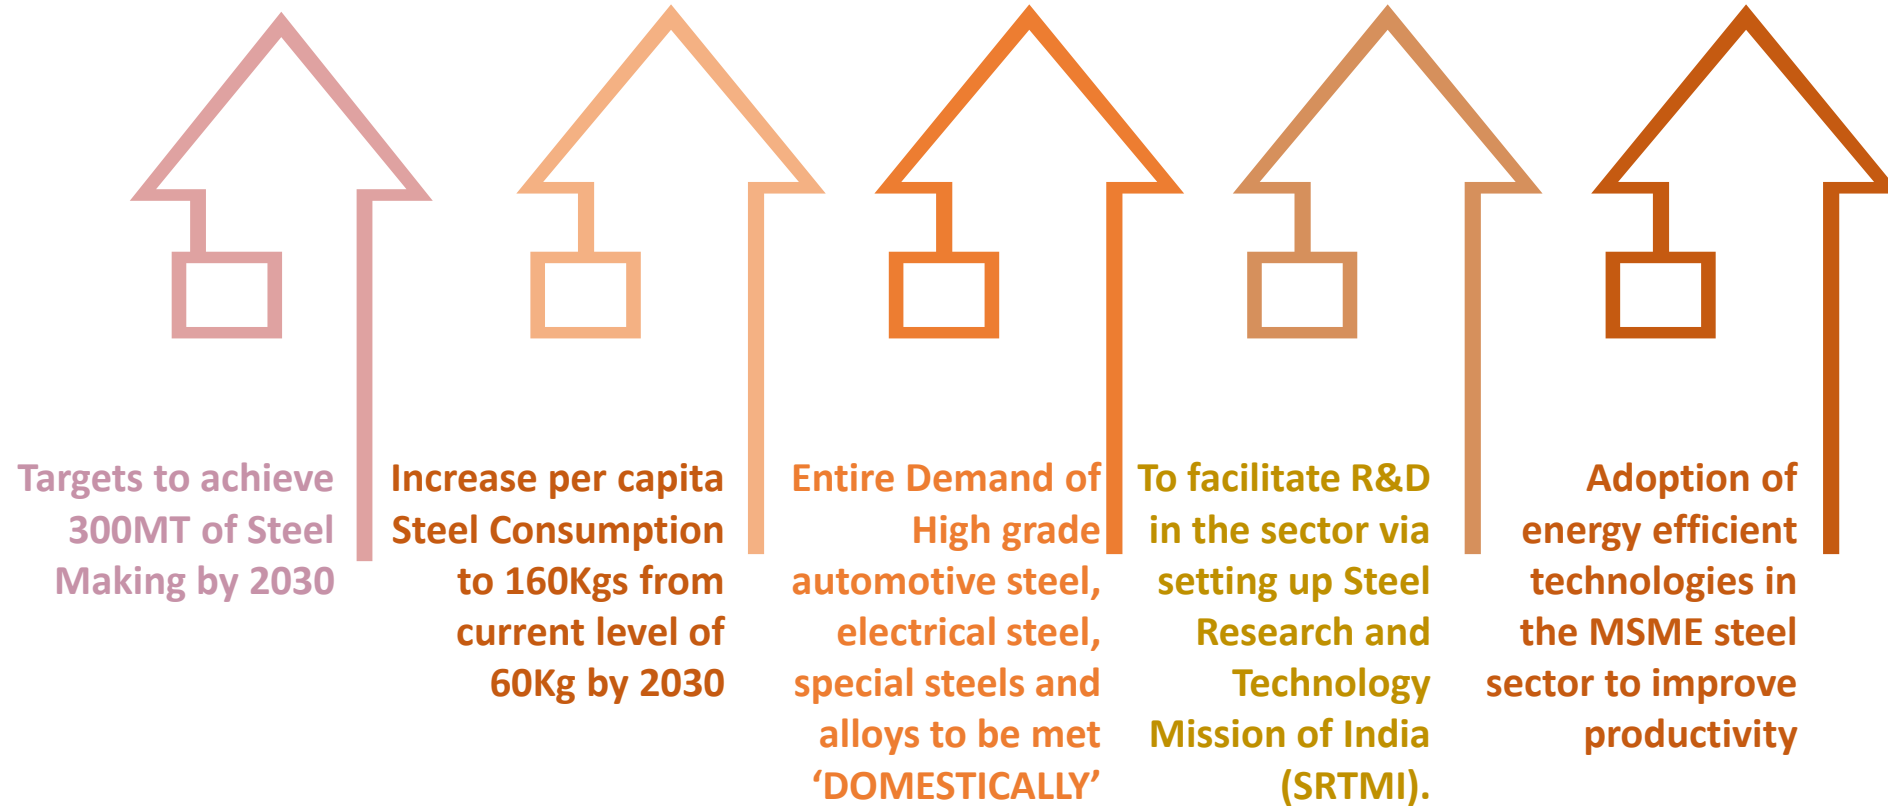 Targets to achieve
300MT of Steel
Making by 2030
Increase per capita
Steel Consumption
to 160Kgs from
current level of
60Kg by 2030
Entire Demand of
High grade
automotive steel,
electrical steel,
special steels and
alloys to be met
‘DOMESTICALLY’
To facilitate R&D
in the sector via
setting up Steel
Research and
Technology
Mission of India
(SRTMI).
Adoption of
energy efficient
technologies in
the MSME steel
sector to improve
productivity